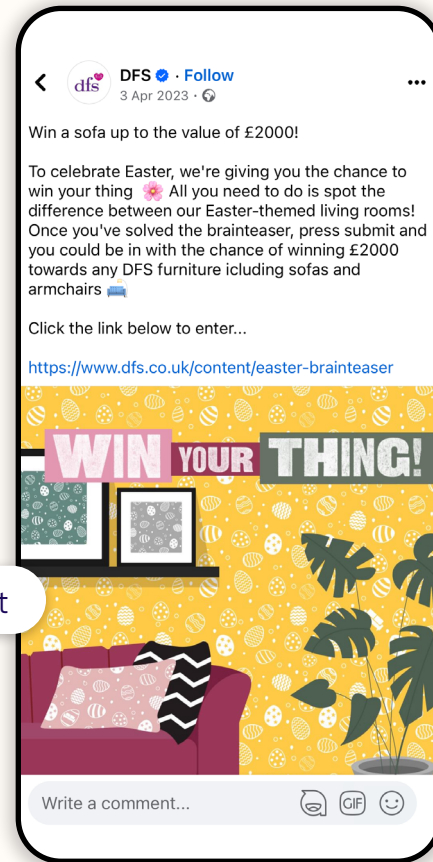 dfs
DFS · Follow
3 Apr 2023 ·
Win a sofa up to the value of £2000!
To celebrate Easter, we're giving you the chance to
win your thing 🌸 All you need to do is spot the
difference between our Easter-themed living rooms!
Once you've solved the brainteaser, press submit and
you could be in with the chance of winning £2000
towards any DFS furniture icluding sofas and
armchairs 🛋️
Click the link below to enter...
https://www.dfs.co.uk/content/easter-brainteaser
WIN YOUR THING!
t
Write a comment...
GIF